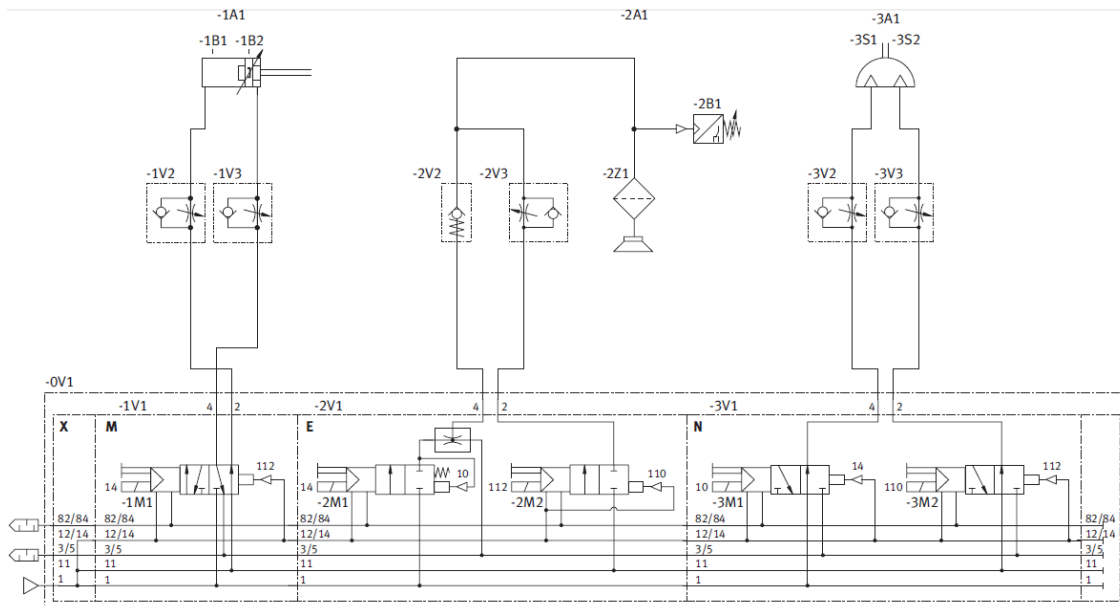 -1A1 -2A1 -3A1
-1B1 -1B2 -3S1 -3S2
-2B1
-1V2 -1V3 -2V2 -2V3 -2Z1 -3V2 -3V3
-0V1
-1V1 4 2 -2V1 4 2 -3V1 4 2
X M E N
112 10 110 14 112
14 -1M1 14 -2M1 112 -2M2 10 -3M1 110 -3M2
82/84 82/84 82/84 82/84 82/84
12/14 12/14 12/14 12/14 12/14
3/5 3/5 3/5 3/5 3/5
11 11 11 11 11
1 1 1 1 1